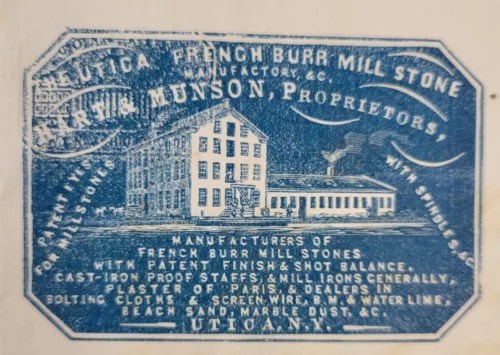 UTICA FRENCH BURR MILL STONE
MANUFACTORY, &C.
HART & MUNSON, PROPRIETORS,
PATENT EYES
FOR MILLSTONES
WITH SPINDLES, &C
MANUFACTURERS OF
FRENCH BURR MILL STONES
WITH PATENT FINISH & SHOT BALANCE,
CAST-IRON PROOF STAFFS, & MILL IRONS GENERALLY,
PLASTER OF PARIS, & DEALERS IN
BOLTING CLOTHS & SCREEN, WIRE, B.M. & WATER LIME,
BEACH SAND, MARBLE DUST, &C.
UTICA, N.Y.